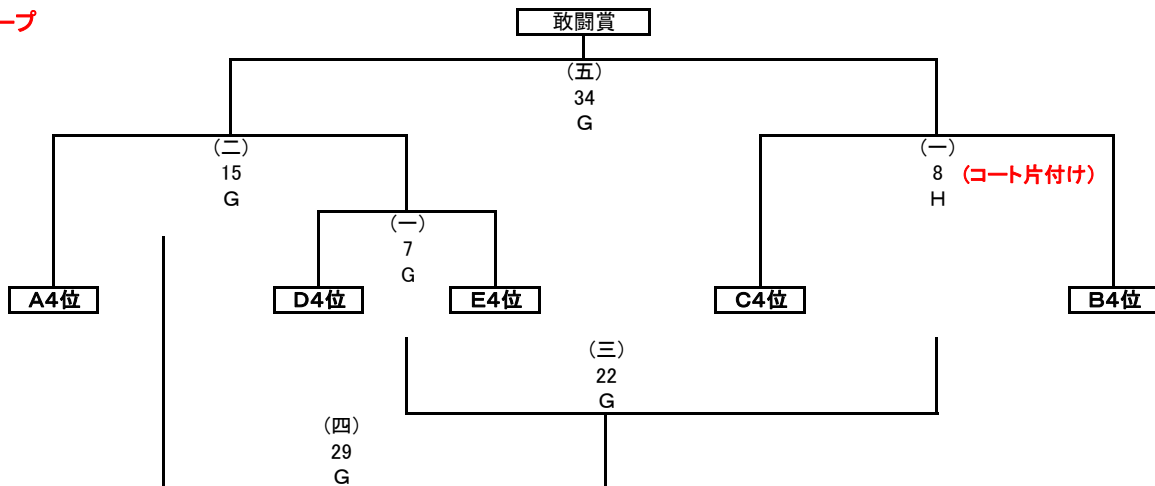 ープ
敢闘賞
(五)
34
G
(二)
15
G
(一)
8 (コート片付け)
H
(一)
7
G
A4位
D4位
E4位
C4位
B4位
(三)
22
G
(四)
29
G